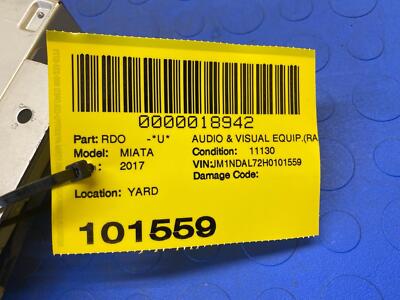 0000018942
Part: RDO -*U* AUDIO & VISUAL EQUIP.(RA
Model: MIATA Condition: 11130
: 2017 VIN:JM1NDAL72H0101559
Damage Code:
Location: YARD
101559